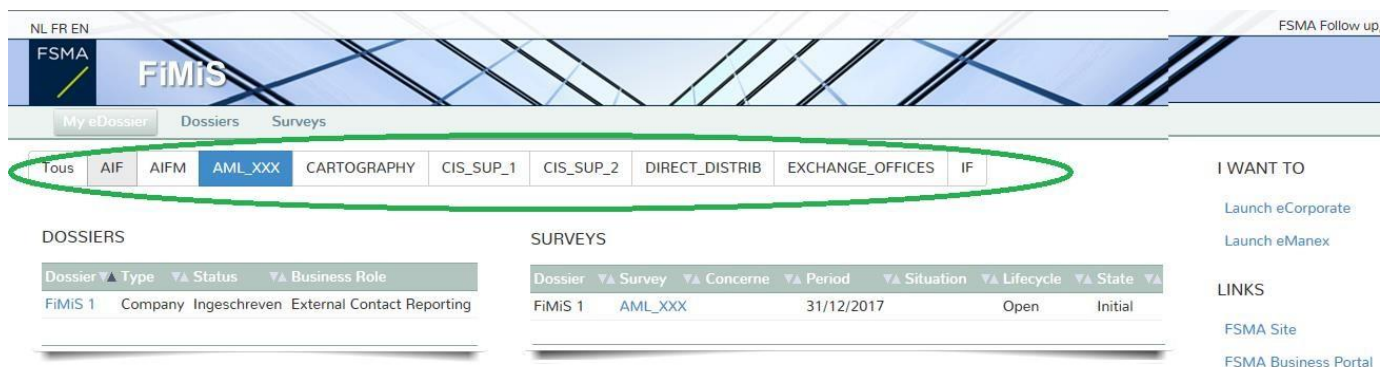 NL FR EN
FSMA Follow up,
FSMA
FiMiS
My eDossier Dossiers Surveys
Tous AIF AIFM AML_XXX CARTOGRAPHY CIS_SUP_1 CIS_SUP_2 DIRECT_DISTRIB EXCHANGE_OFFICES IF
DOSSIERS
Dossier Type Status Business Role
FiMiS 1 Company Ingeschreven External Contact Reporting
SURVEYS
Dossier Survey Concerne Period Situation Lifecycle State
FiMiS 1 AML_XXX 31/12/2017 Open Initial
I WANT TO
Launch eCorporate
Launch eManex
LINKS
FSMA Site
FSMA Business Portal